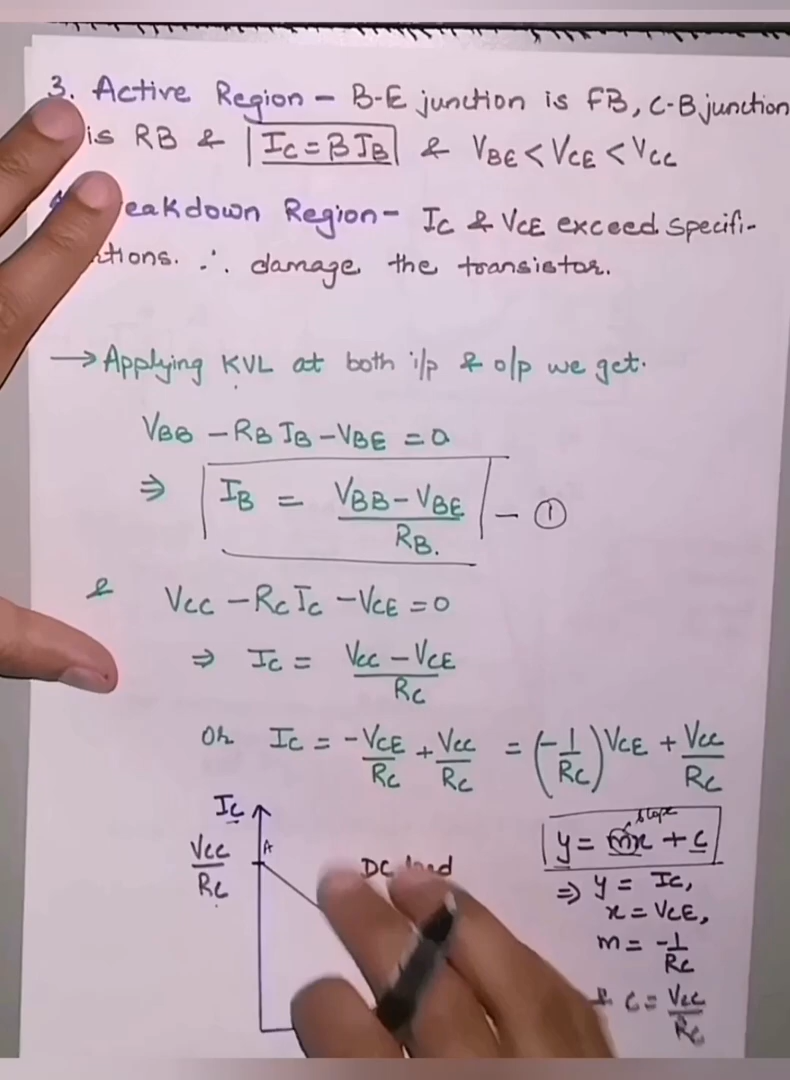 3. Active Region - B-E junction is FB, C-B junction
is RB & IC = βIB & VBE < VCE < VCC
eakdown Region- IC & VCE exceed specifi-
tions. ∴ damage the transistor.
→ Applying KVL at both i/p & o/p we get.
VBB - RB IB - VBE = 0
⇒ IB = (VBB - VBE)/RB. - ①
& VCC - RC IC - VCE = 0
⇒ IC = (VCC - VCE)/RC
Or IC = -VCE/RC + VCC/RC = (-1/RC) VCE + VCC/RC
IC
VCC/RC
A
DC
slope
y = mx + c
⇒ y = IC,
x = VCE,
m = -1/RC
& C = VCC/RC